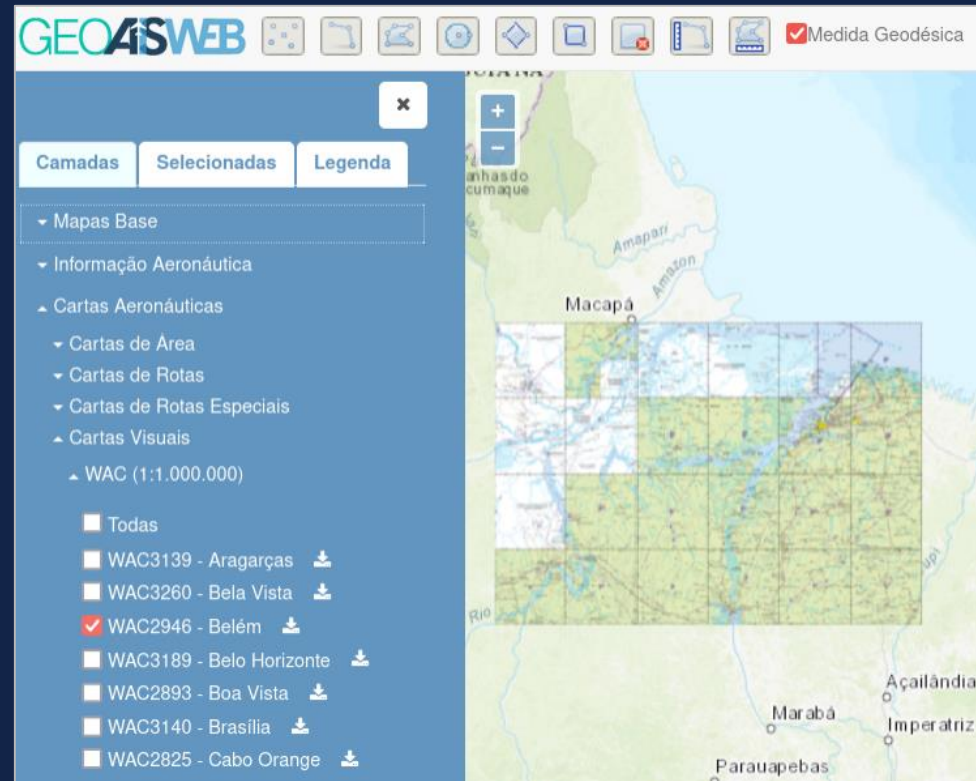 GEOAISWEB
Medida Geodésica
Camadas
Selecionadas
Legenda
Mapas Base
Informação Aeronáutica
Cartas Aeronáuticas
Cartas de Área
Cartas de Rotas
Cartas de Rotas Especiais
Cartas Visuais
WAC (1:1.000.000)
Todas
WAC3139 - Aragarças
WAC3260 - Bela Vista
WAC2946 - Belém
WAC3189 - Belo Horizonte
WAC2893 - Boa Vista
WAC3140 - Brasília
WAC2825 - Cabo Orange
+
−
Amapari
Amazon
Macapá
Rio
Açailândia
Marabá
Imperatriz
Parauapebas